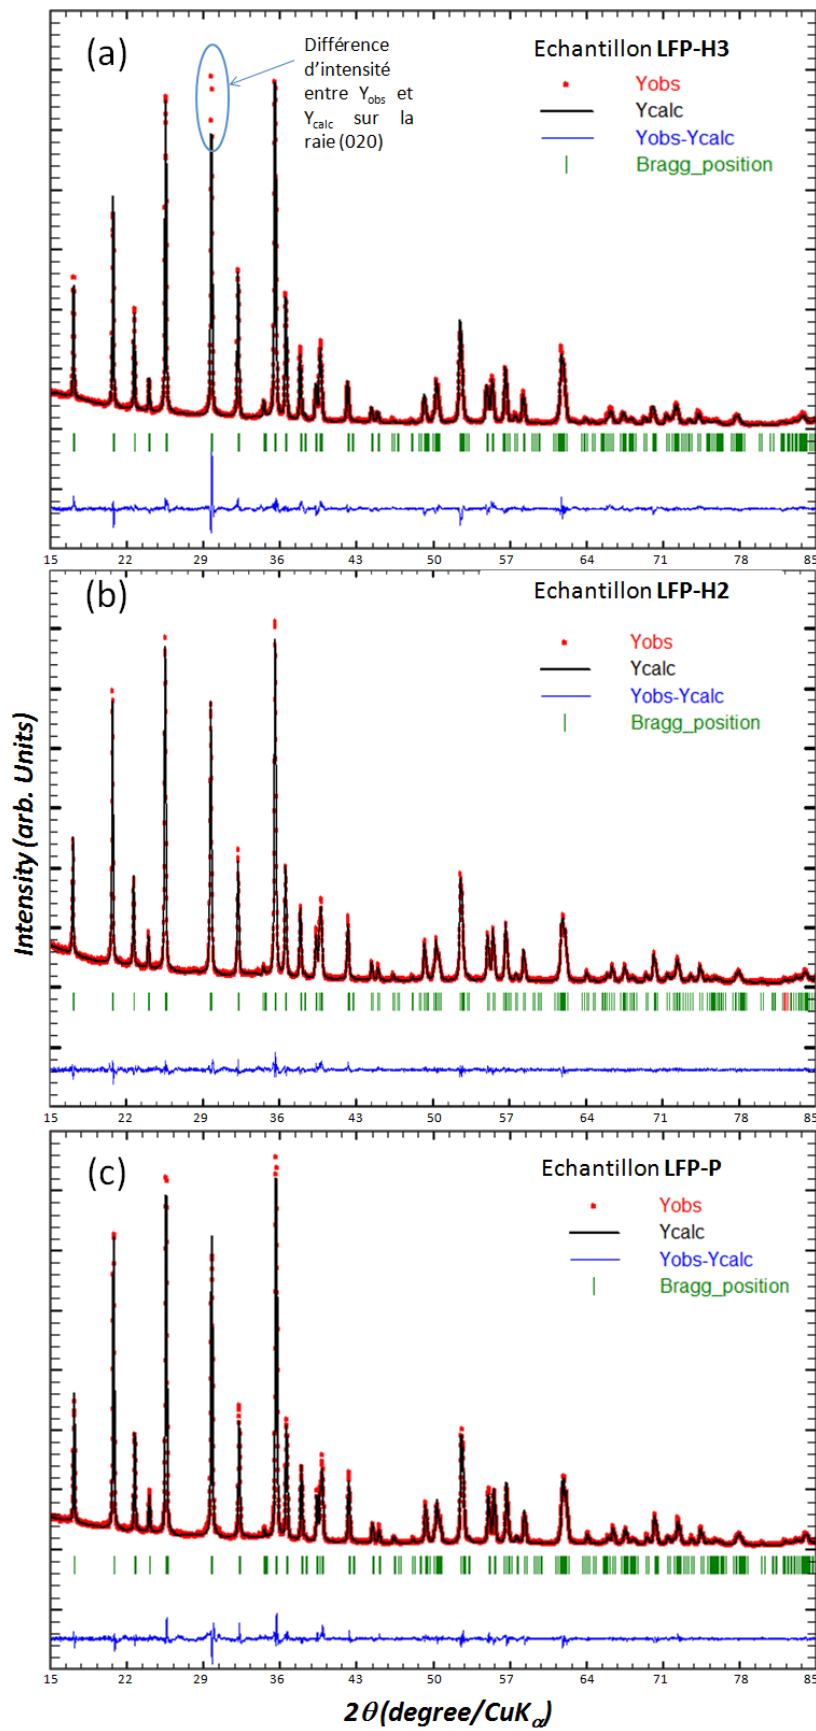 (a)
Différence
d’intensité
entre Yobs et
Ycalc sur la
raie (020)
Echantillon LFP-H3
Yobs
Ycalc
Yobs-Ycalc
Bragg_position
15 22 29 36 43 50 57 64 71 78 85
(b)
Echantillon LFP-H2
Yobs
Ycalc
Yobs-Ycalc
Bragg_position
Intensity (arb. Units)
15 22 29 36 43 50 57 64 71 78 85
(c)
Echantillon LFP-P
Yobs
Ycalc
Yobs-Ycalc
Bragg_position
15 22 29 36 43 50 57 64 71 78 85
2θ (degree/CuKα)